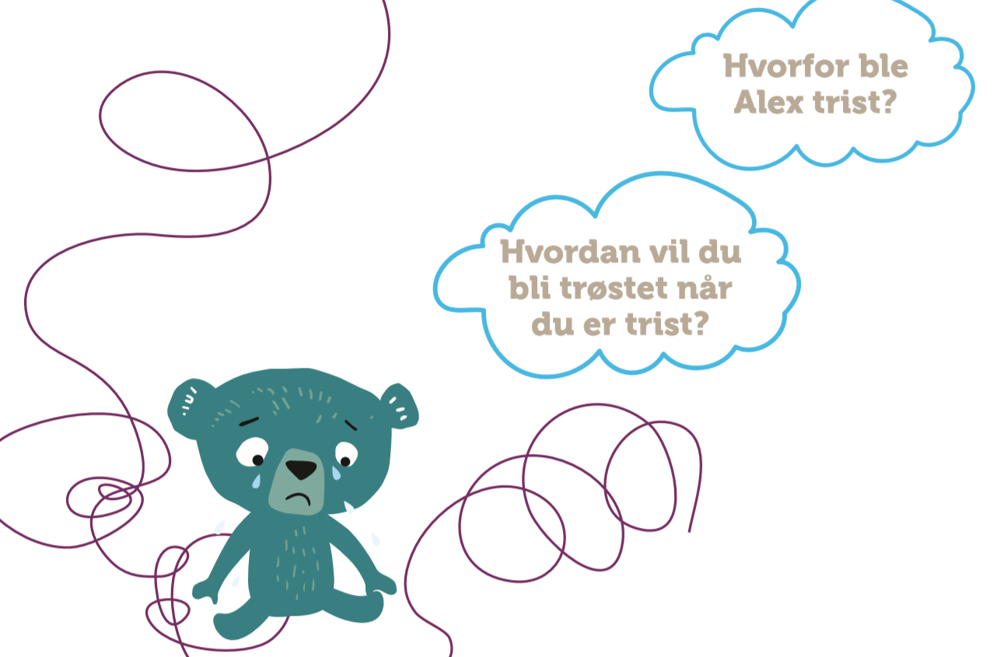 Hvorfor ble
Alex trist?
Hvordan vil du
bli trøstet når
du er trist?